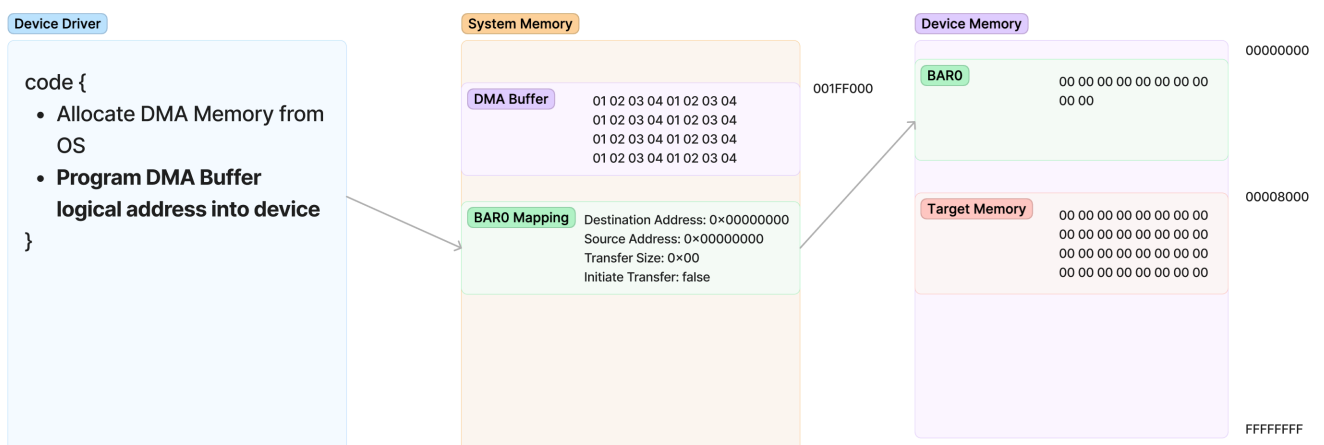 Device Driver
code {
• Allocate DMA Memory from
OS
• Program DMA Buffer
logical address into device
}
System Memory
DMA Buffer
01 02 03 04 01 02 03 04
01 02 03 04 01 02 03 04
01 02 03 04 01 02 03 04
01 02 03 04 01 02 03 04
001FF000
BAR0 Mapping
Destination Address: 0×00000000
Source Address: 0×00000000
Transfer Size: 0×00
Initiate Transfer: false
Device Memory
00000000
BAR0
00 00 00 00 00 00 00 00
00 00
00008000
Target Memory
00 00 00 00 00 00 00 00
00 00 00 00 00 00 00 00
00 00 00 00 00 00 00 00
00 00 00 00 00 00 00 00
FFFFFFFF